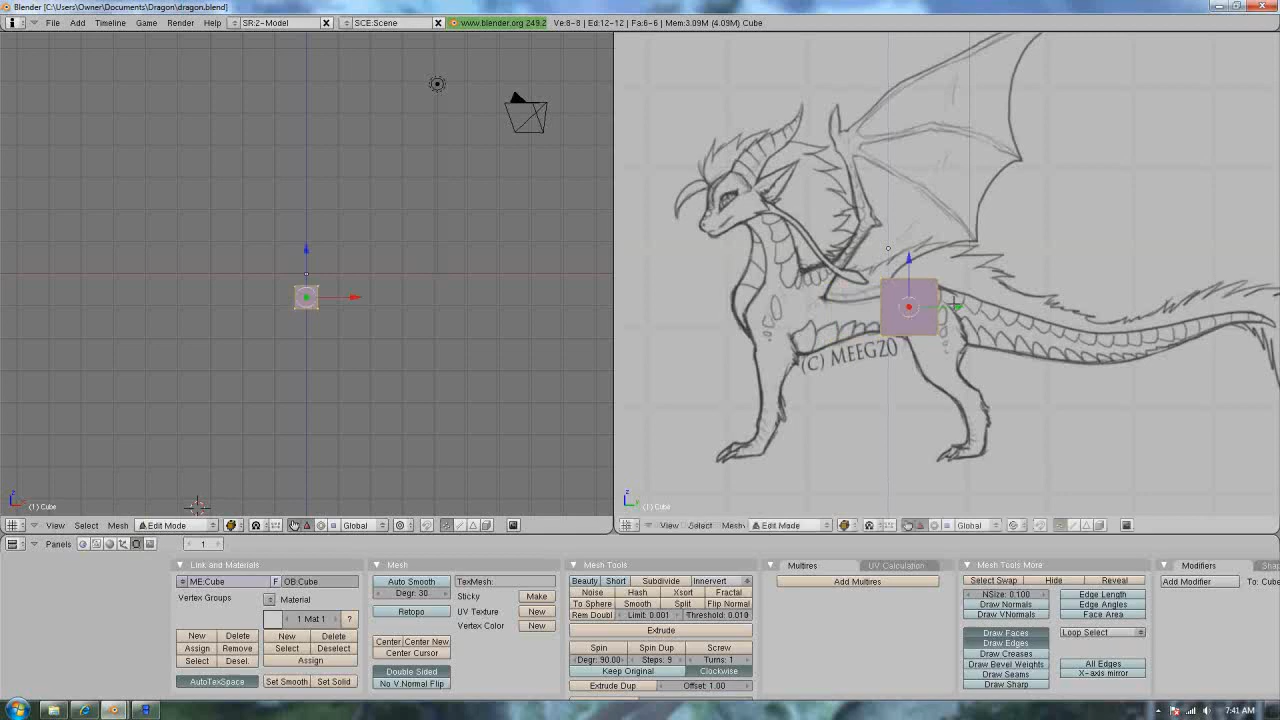 Blender [C:\Users\Owner\Documents\Dragon\dragon.blend]
File Add Timeline Game Render Help SR:2-Model SCE:Scene www.blender.org 249.2 Ve:8-8 | Ed:12-12 | Fa:6-6 | Mem:3.09M (4.09M) Cube
(C) MEEGZO
(1) Cube
(1) Cube
View Select Mesh Edit Mode Global
View Select Mesh Edit Mode Global
Panels 1
Link and Materials
ME:Cube F OB:Cube
Vertex Groups
Material
1 Mat 1 ?
New Delete New Delete
Assign Remove Select Deselect
Select Desel. Assign
AutoTexSpace Set Smooth Set Solid
Mesh
Auto Smooth TexMesh:
Degr: 30 Sticky Make
Retopo UV Texture New
Vertex Color New
Center Center New
Center Cursor
Double Sided
No V.Normal Flip
Mesh Tools
Beauty Short Subdivide Innervert
Noise Hash Xsort Fractal
To Sphere Smooth Split Flip Normal
Rem Doubl Limit: 0.001 Threshold: 0.010
Extrude
Spin Spin Dup Screw
Degr: 90.00 Steps: 9 Turns: 1
Keep Original Clockwise
Extrude Dup Offset: 1.00
Multires UV Calculation
Add Multires
Mesh Tools More
Select Swap Hide Reveal
NSize: 0.100 Edge Length
Draw Normals Edge Angles
Draw VNormals Face Area
Draw Faces Loop Select
Draw Edges
Draw Creases
Draw Bevel Weights All Edges
Draw Seams X-axis mirror
Draw Sharp
Modifiers
Add Modifier To: Cube
7:41 AM